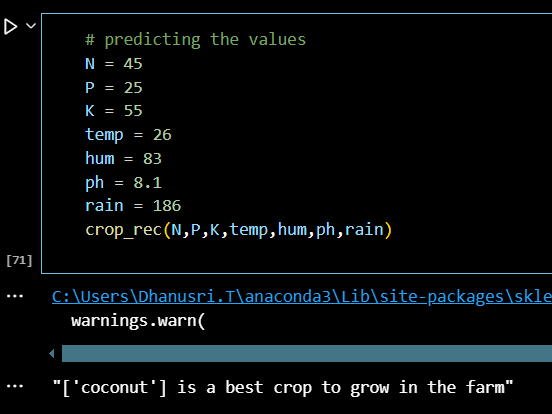 # predicting the values
N = 45
P = 25
K = 55
temp = 26
hum = 83
ph = 8.1
rain = 186
crop_rec(N,P,K,temp,hum,ph,rain)
[71]
... C:\Users\Dhanusri.T\anaconda3\Lib\site-packages\skle
warnings.warn(
... "['coconut'] is a best crop to grow in the farm"